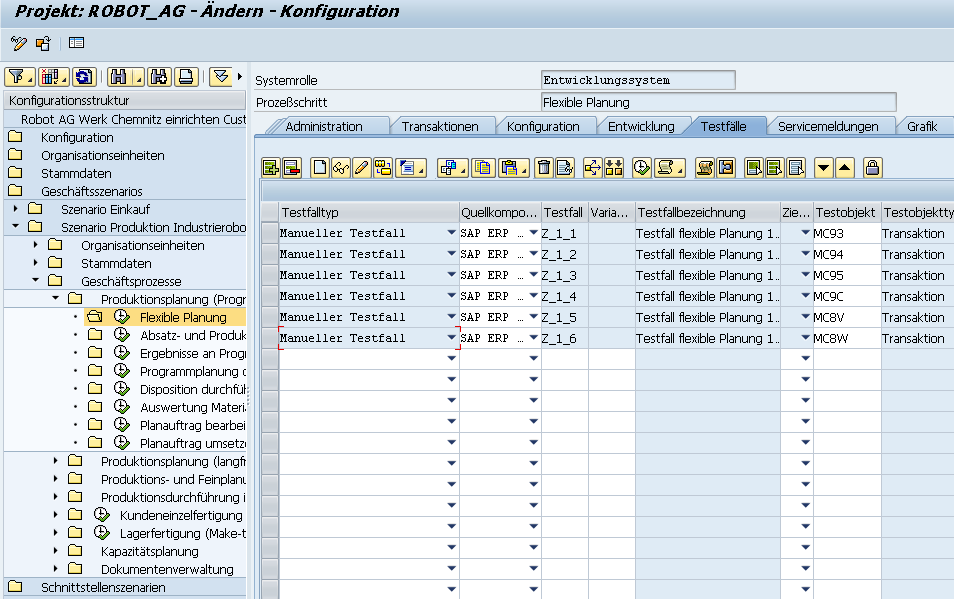 Projekt: ROBOT_AG - Ändern - Konfiguration
Systemrolle Entwicklungssystem
Prozeßschritt Flexible Planung
Administration Transaktionen Konfiguration Entwicklung Testfälle Servicemeldungen Grafik
Konfigurationsstruktur
Robot AG Werk Chemnitz einrichten Cust
Konfiguration
Organisationseinheiten
Stammdaten
Geschäftsszenarios
Szenario Einkauf
Szenario Produktion Industrierobo
Organisationseinheiten
Stammdaten
Geschäftsprozesse
Produktionsplanung (Progr
Flexible Planung
Absatz- und Produk
Ergebnisse an Progr
Programmplanung d
Disposition durchfüh
Auswertung Materi
Planauftrag bearbei
Planauftrag umsetz
Produktionsplanung (langfr
Produktions- und Feinplanu
Produktionsdurchführung i
Kundeneinzelfertigung
Lagerfertigung (Make-t
Kapazitätsplanung
Dokumentenverwaltung
Schnittstellenszenarien
Testfalltyp Quellkompo... Testfall Varia... Testfallbezeichnung Zie... Testobjekt Testobjektty
Manueller Testfall SAP ERP ... Z_1_1 Testfall flexible Planung 1.. MC93 Transaktion
Manueller Testfall SAP ERP ... Z_1_2 Testfall flexible Planung 1.. MC94 Transaktion
Manueller Testfall SAP ERP ... Z_1_3 Testfall flexible Planung 1.. MC95 Transaktion
Manueller Testfall SAP ERP ... Z_1_4 Testfall flexible Planung 1.. MC9C Transaktion
Manueller Testfall SAP ERP ... Z_1_5 Testfall flexible Planung 1.. MC8V Transaktion
Manueller Testfall SAP ERP ... Z_1_6 Testfall flexible Planung 1.. MC8W Transaktion